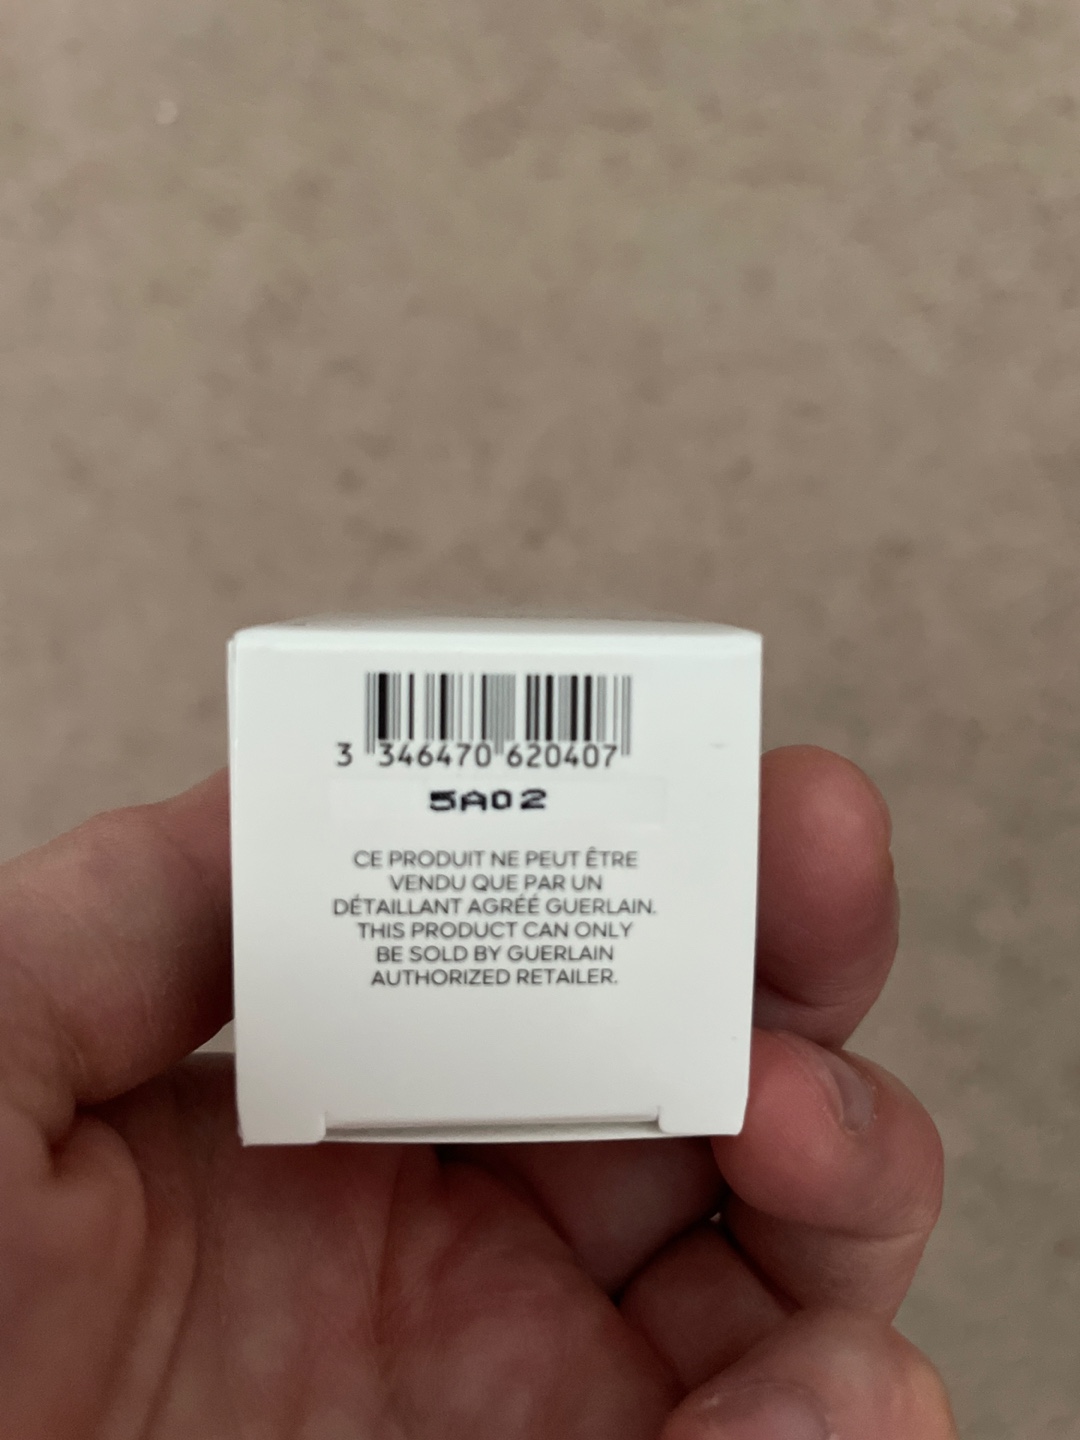 3 346470 620407
5A02
CE PRODUIT NE PEUT ÊTRE
VENDU QUE PAR UN
DÉTAILLANT AGRÉÉ GUERLAIN.
THIS PRODUCT CAN ONLY
BE SOLD BY GUERLAIN
AUTHORIZED RETAILER.